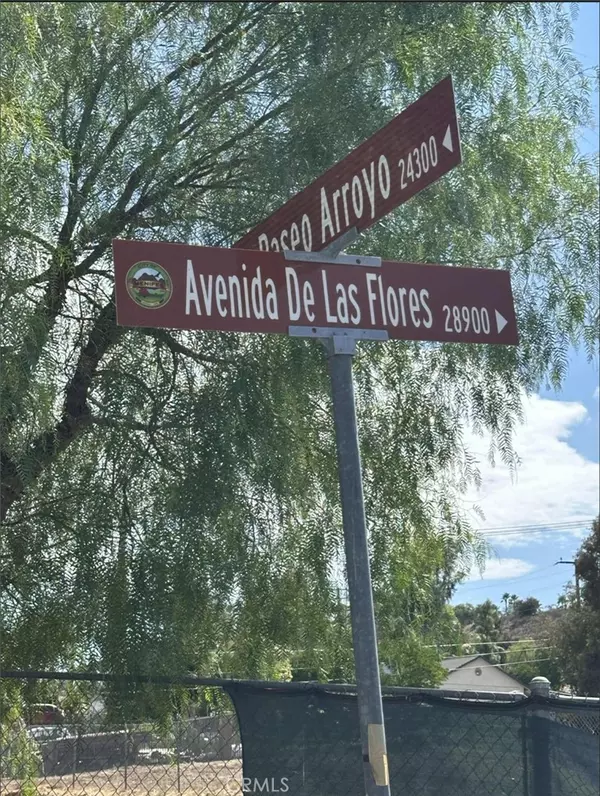 Paseo Arroyo 24300
Avenida De Las Flores 28900
CRMLS